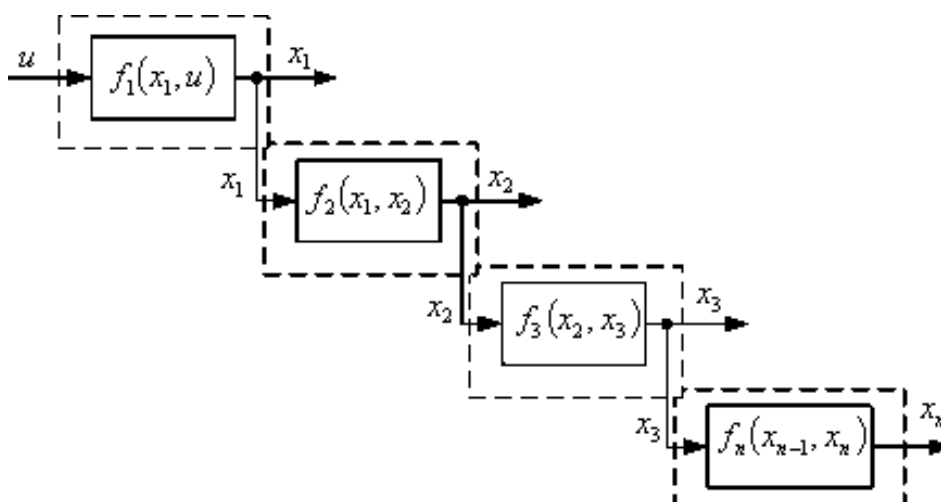 u
f₁(x₁, u)
x₁
x₁
f₂(x₁, x₂)
x₂
x₂
f₃(x₂, x₃)
x₃
x₃
fₙ(xₙ₋₁, xₙ)
xₙ